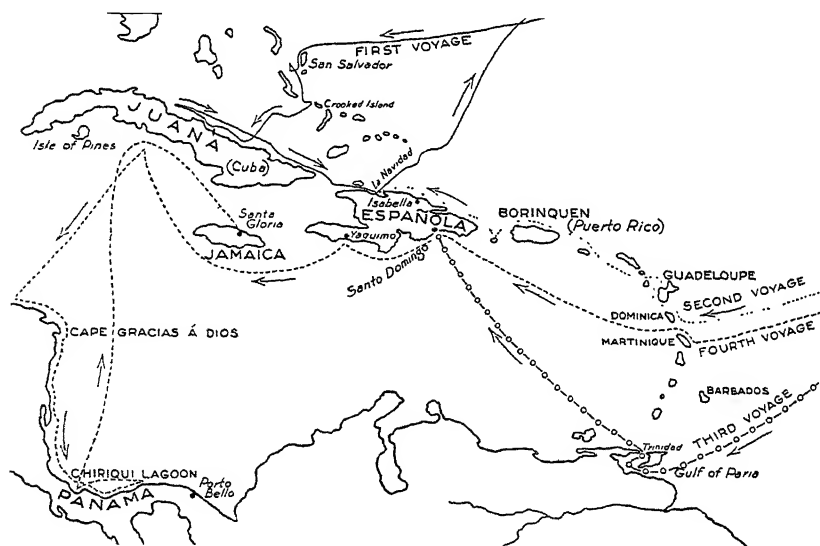 FIRST VOYAGE
San Salvador
Crooked Island
JUANA
Isle of Pines
(Cuba)
La Navidad
Isabella
ESPAÑOLA
BORINQUEN
(Puerto Rico)
Santa
Gloria
JAMAICA
Yaquimo
Santo Domingo
GUADELOUPE
SECOND VOYAGE
DOMINICA
MARTINIQUE
FOURTH VOYAGE
CAPE GRACIAS Á DIOS
BARBADOS
THIRD VOYAGE
Trinidad
Gulf of Paria
CHIRIQUI LAGOON
PANAMA
Porto
Bello